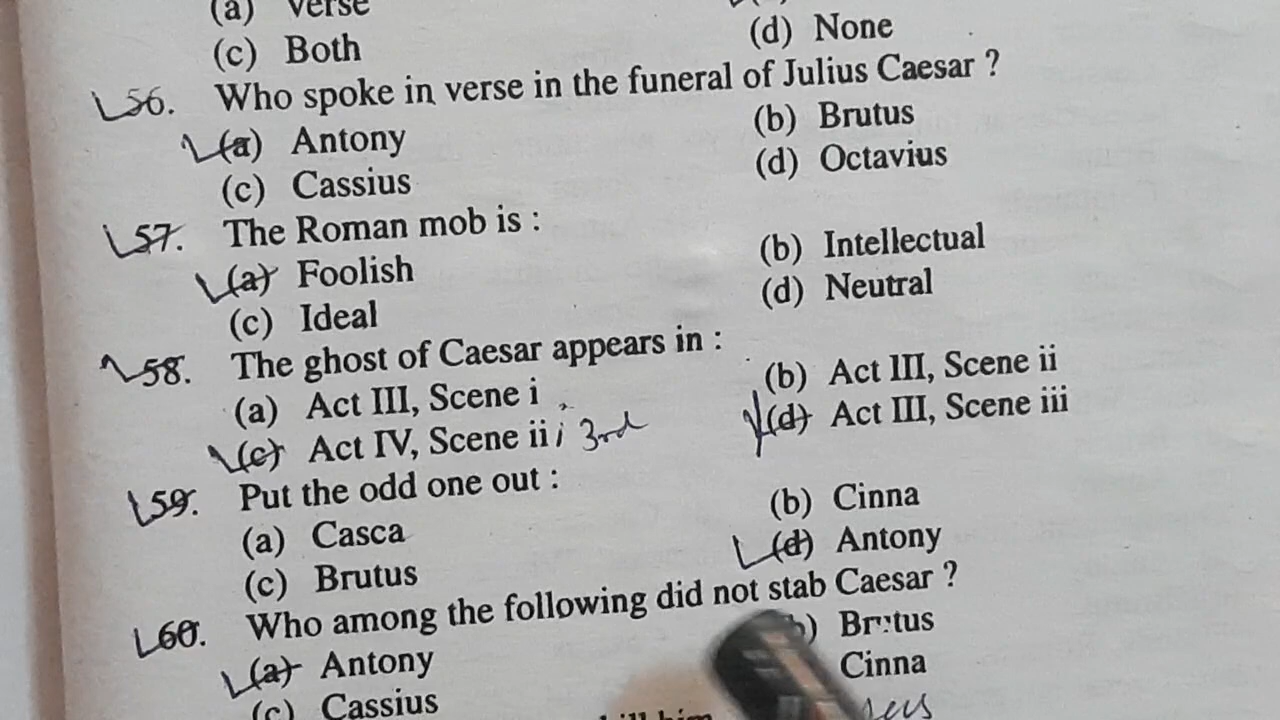 (a) Verse
(c) Both
(d) None
56. Who spoke in verse in the funeral of Julius Caesar ?
(a) Antony
(b) Brutus
(c) Cassius
(d) Octavius
57. The Roman mob is :
(a) Foolish
(b) Intellectual
(c) Ideal
(d) Neutral
58. The ghost of Caesar appears in :
(a) Act III, Scene i
(b) Act III, Scene ii
(c) Act IV, Scene ii i 3rd
(d) Act III, Scene iii
59. Put the odd one out :
(a) Casca
(b) Cinna
(c) Brutus
(d) Antony
60. Who among the following did not stab Caesar ?
(a) Antony
) Brutus
(c) Cassius
Cinna
him